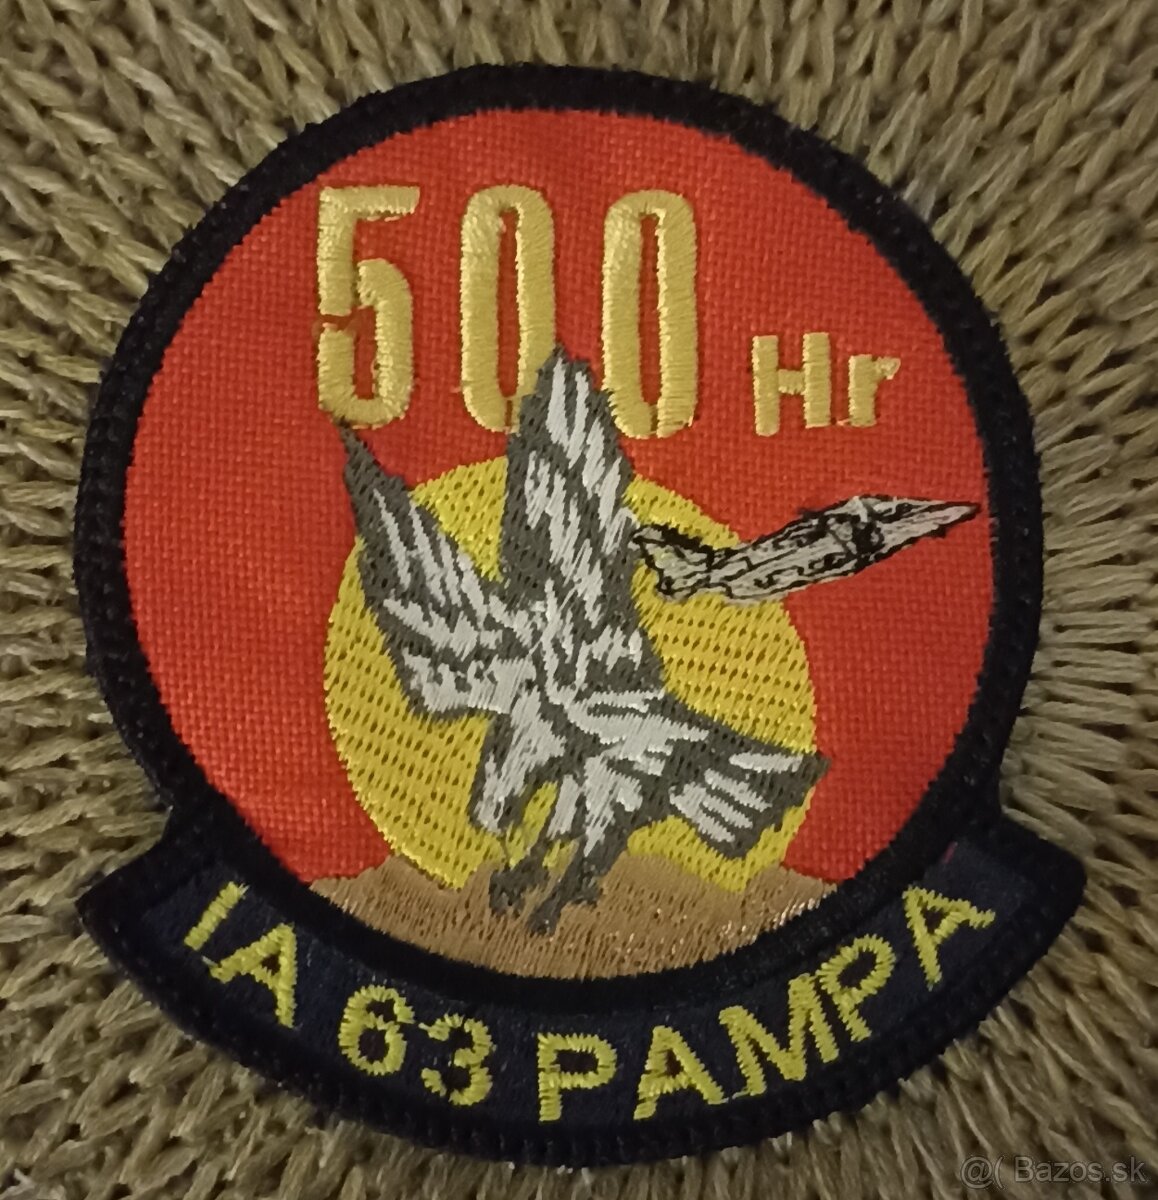 500 Hr
IA 63 PAMPA
@( Bazos.sk